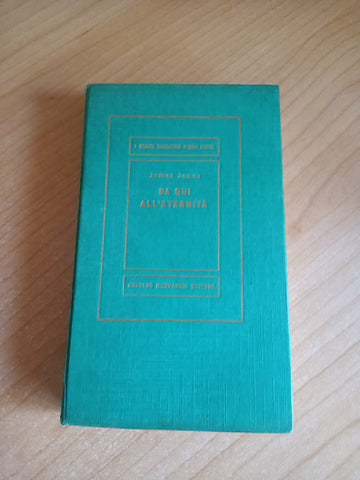 I GRANDI NARRATORI D'OGNI PAESE
James Jones
DA QUI
ALL'ETERNITÀ
ARNOLDO MONDADORI EDITORE